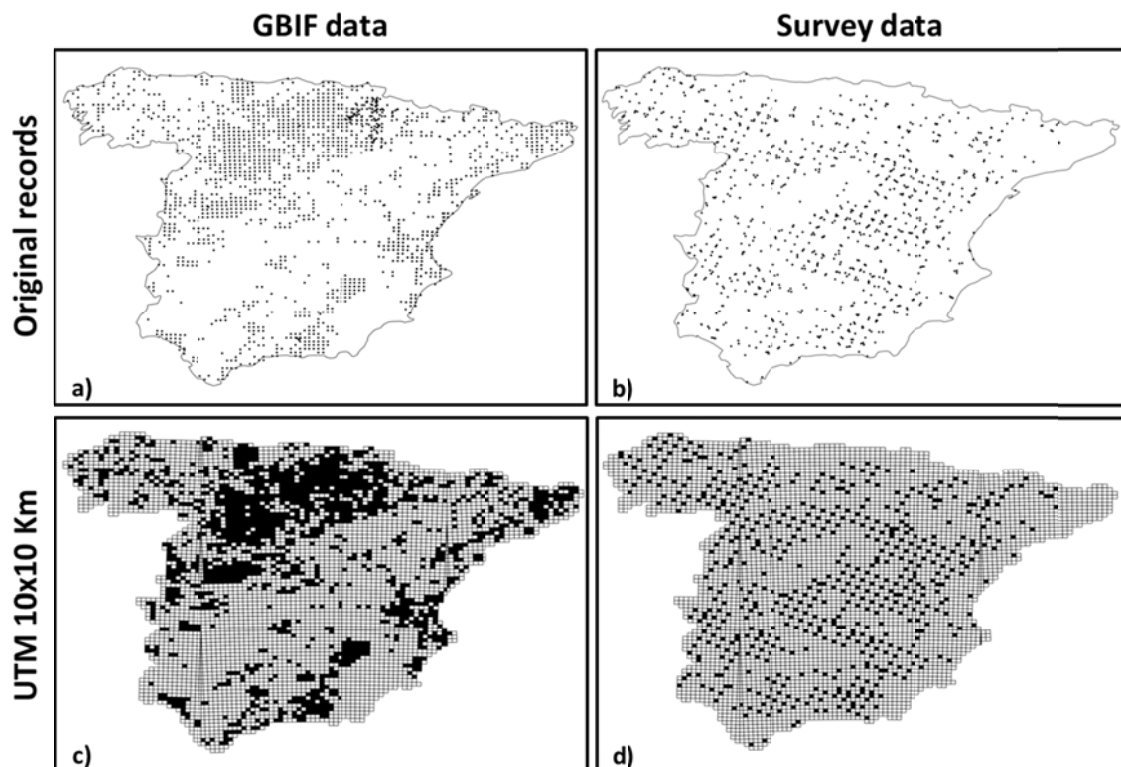 GBIF data
Survey data
Original records
a)
b)
UTM 10x10 Km
c)
d)